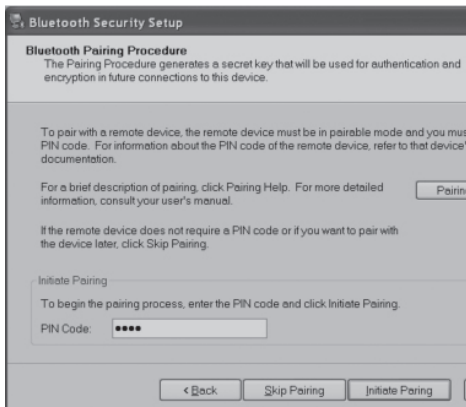 Bluetooth Security Setup
Bluetooth Pairing Procedure
The Pairing Procedure generates a secret key that will be used for authentication and
encryption in future connections to this device.
To pair with a remote device, the remote device must be in pairable mode and you mus
PIN code. For information about the PIN code of the remote device, refer to that device'
documentation.
For a brief description of pairing, click Pairing Help. For more detailed
information, consult your user's manual.
Pairing
If the remote device does not require a PIN code or if you want to pair with
the device later, click Skip Pairing.
Initiate Pairing
To begin the pairing process, enter the PIN code and click Initiate Pairing.
PIN Code: ••••
< Back
Skip Pairing
Initiate Paring